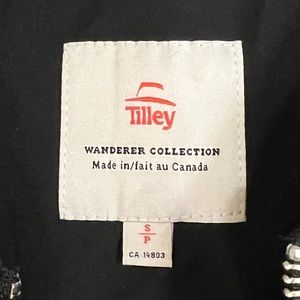 Tilley
WANDERER COLLECTION
Made in/fait au Canada
S
P
CA 14803